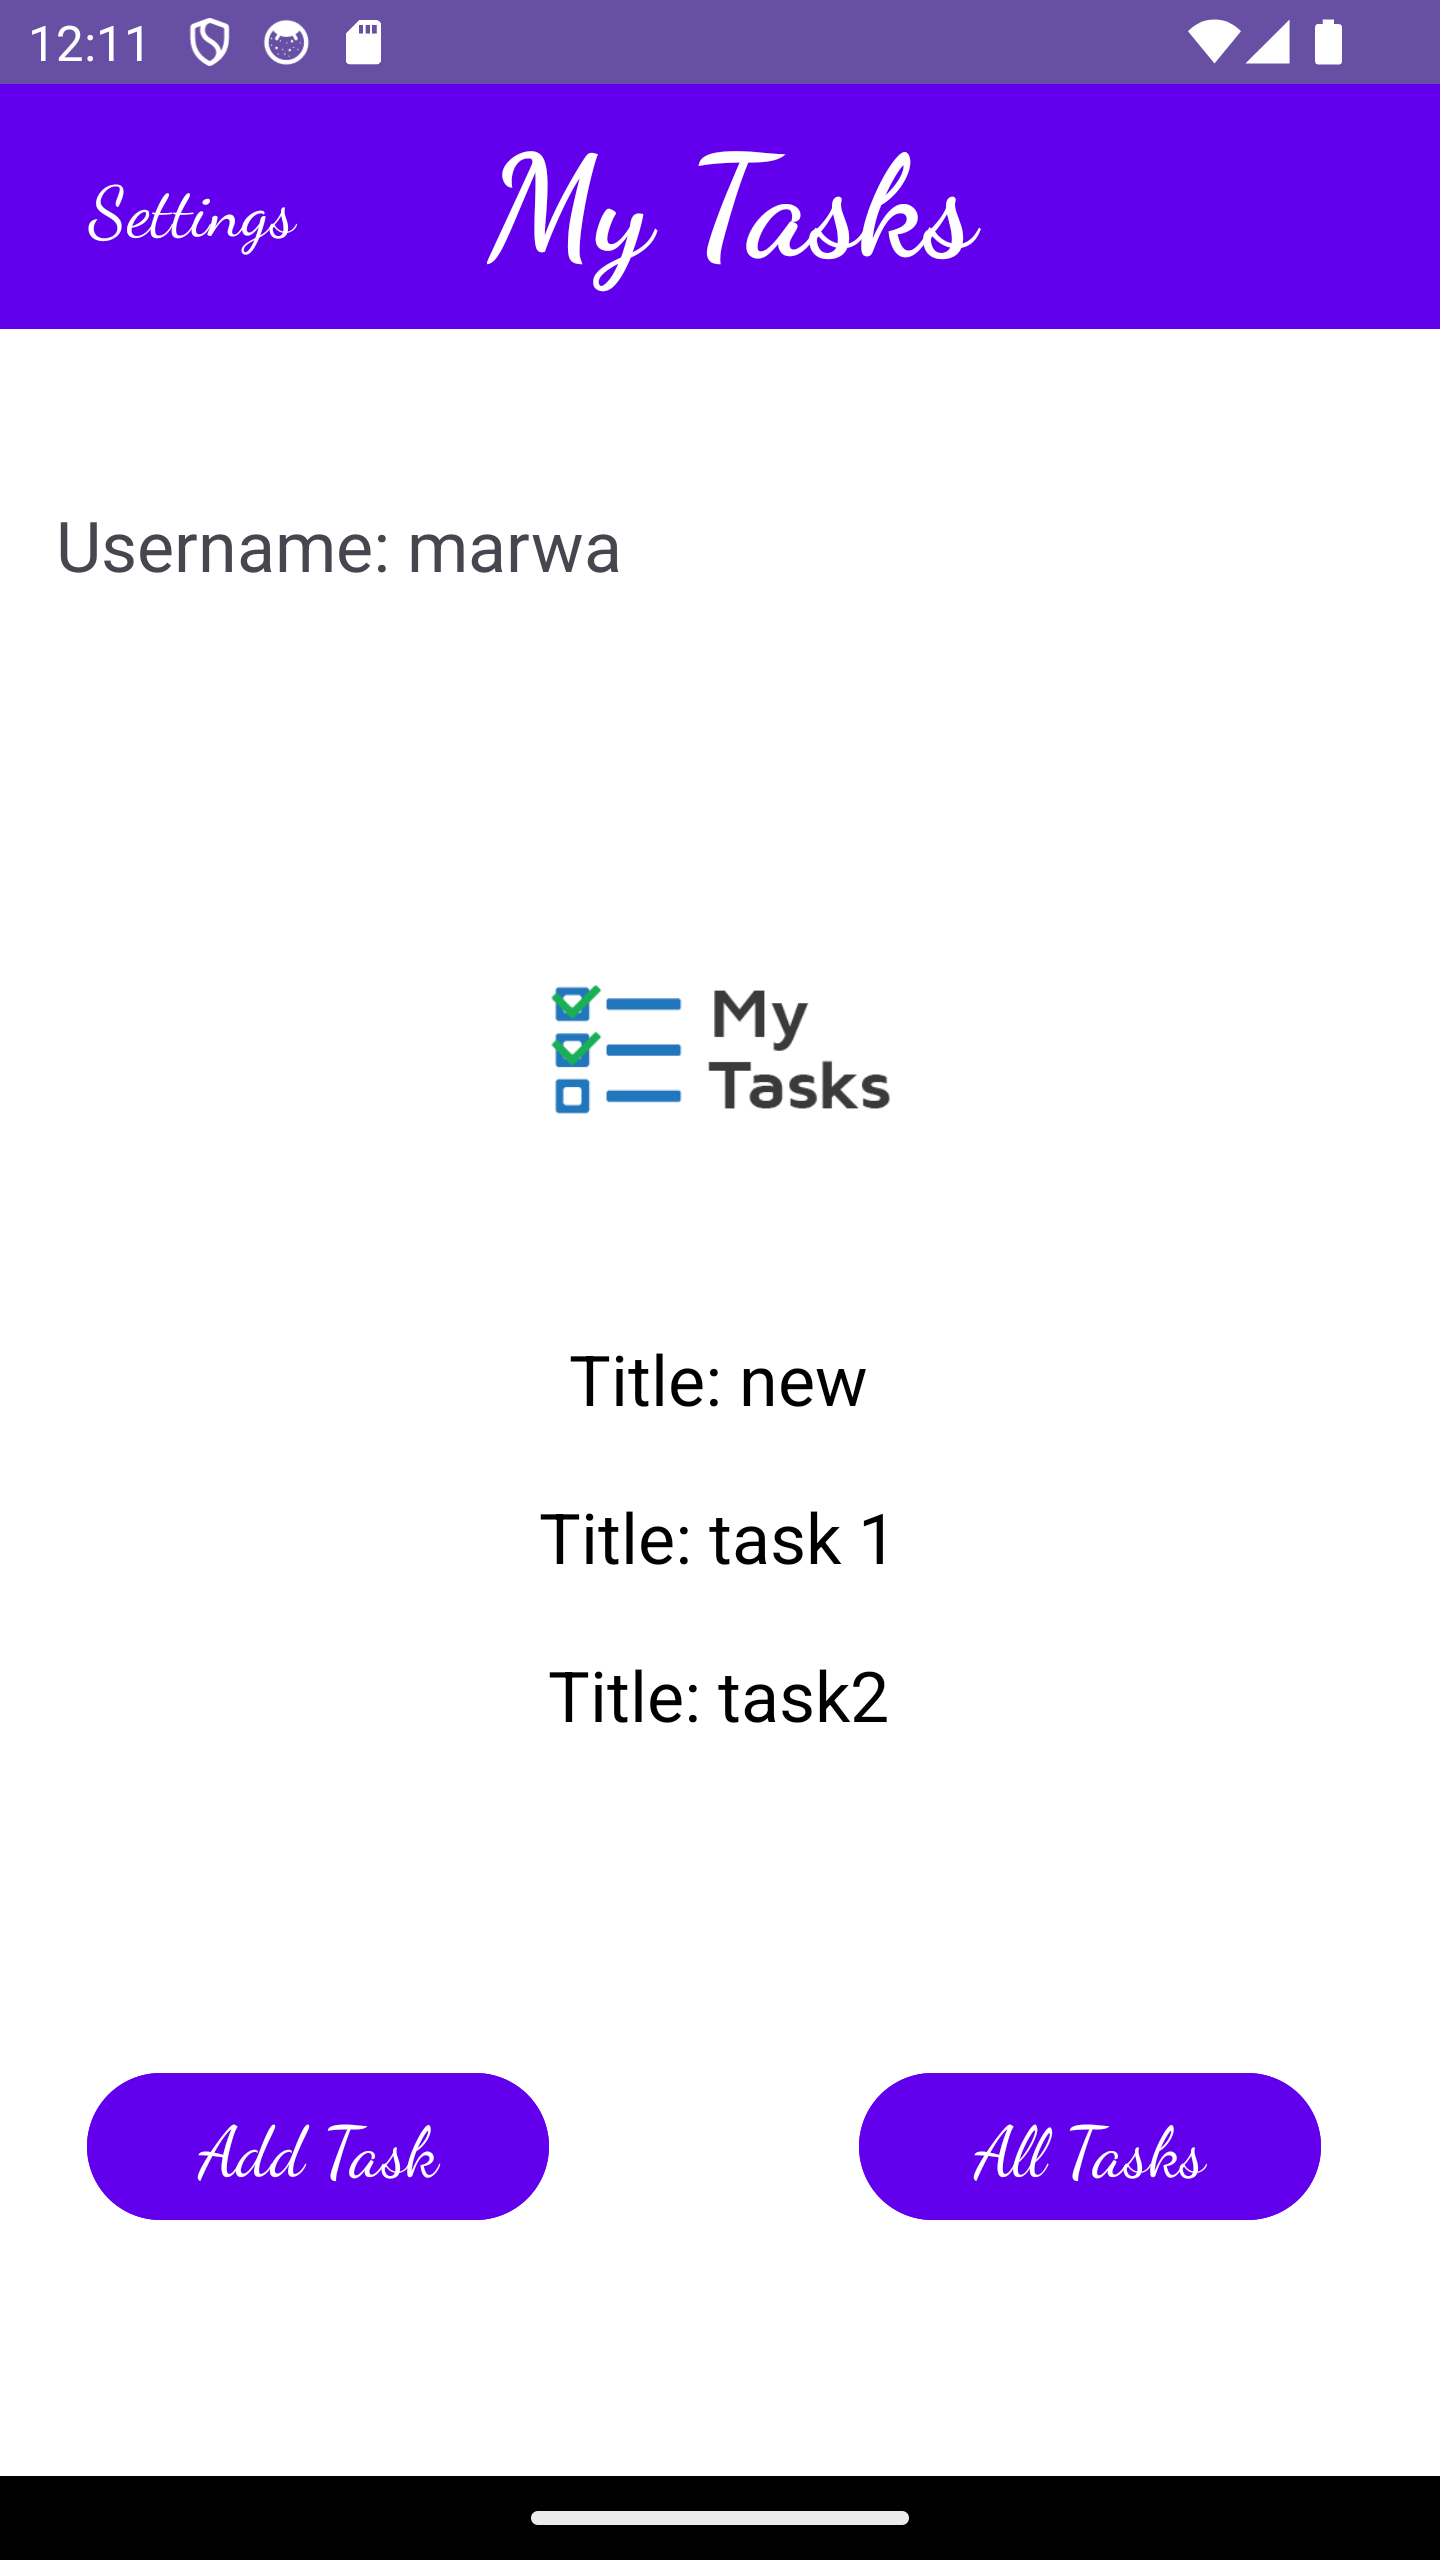 12:11
Settings
My Tasks
Username: marwa
My
Tasks
Title: new
Title: task 1
Title: task2
Add Task
All Tasks